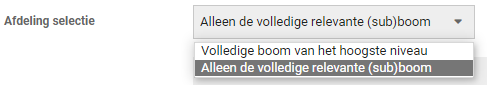 Afdeling selectie
Alleen de volledige relevante (sub)boom
Volledige boom van het hoogste niveau
Alleen de volledige relevante (sub)boom